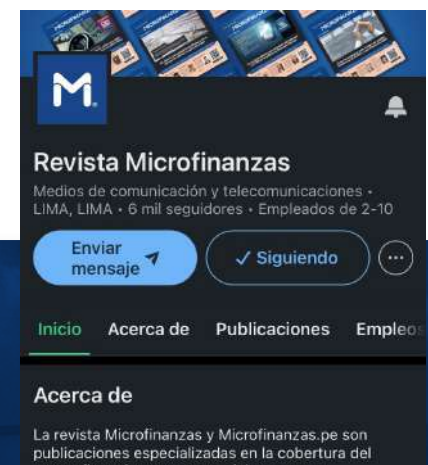 M
Revista Microfinanzas
Medios de comunicación y telecomunicaciones •
LIMA, LIMA • 6 mil seguidores • Empleados de 2-10
Enviar
mensaje
✓ Siguiendo
Inicio Acerca de Publicaciones Empleos
Acerca de
La revista Microfinanzas y Microfinanzas.pe son
publicaciones especializadas en la cobertura del